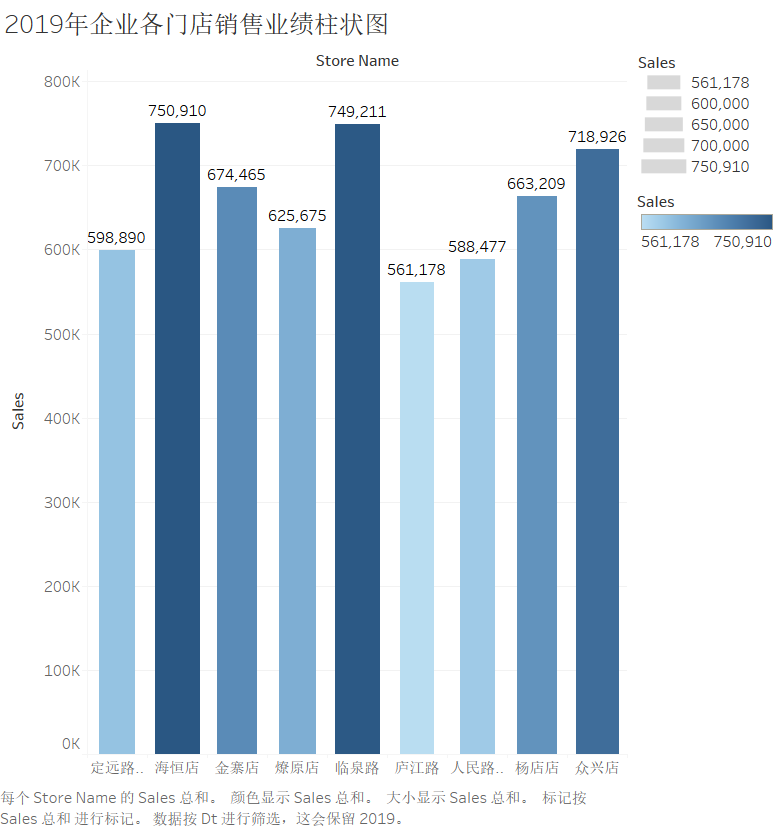 2019年企业各门店销售业绩柱状图
Store Name
Sales
800K
700K
600K
500K
400K
300K
200K
100K
0K
598,890
750,910
674,465
625,675
749,211
561,178
588,477
663,209
718,926
定远路..
海恒店
金寨店
燎原店
临泉路
庐江路
人民路..
杨店店
众兴店
Sales
561,178
600,000
650,000
700,000
750,910
Sales
561,178 750,910
每个 Store Name 的 Sales 总和。 颜色显示 Sales 总和。 大小显示 Sales 总和。 标记按
Sales 总和 进行标记。 数据按 Dt 进行筛选，这会保留 2019。